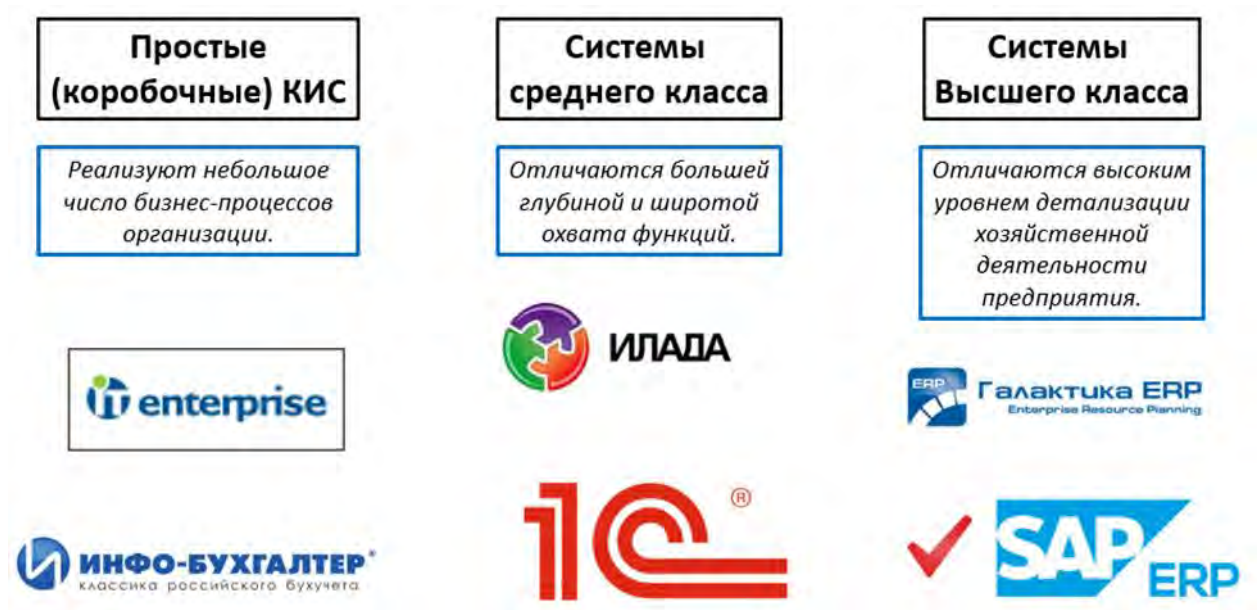 Простые
(коробочные) КИС
Реализуют небольшое
число бизнес-процессов
организации.
it enterprise
ИНФО-БУХГАЛТЕР®
классика российского бухучета
Системы
среднего класса
Отличаются большей
глубиной и широтой
охвата функций.
ИЛАДА
1С®
Системы
Высшего класса
Отличаются высоким
уровнем детализации
хозяйственной
деятельности
предприятия.
ERP
Галактика ERP
Enterprise Resource Planning
SAP
ERP